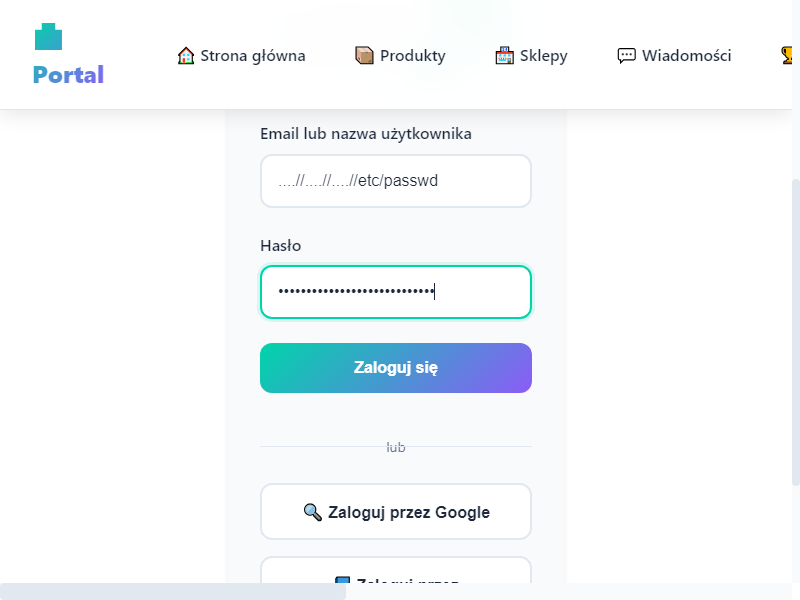 Portal
Strona główna
Produkty
Sklepy
Wiadomości
Email lub nazwa użytkownika
....//....//....//etc/passwd
Hasło
••••••••••••••••••••••••••••
Zaloguj się
lub
Zaloguj przez Google
Zaloguj przez